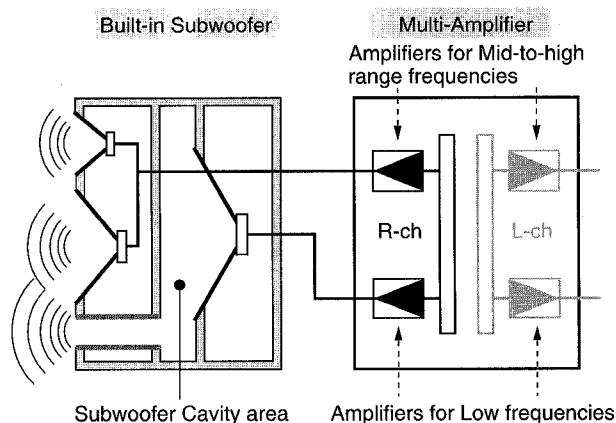 Built-in Subwoofer
Multi-Amplifier
Amplifiers for Mid-to-high
range frequencies
R-ch
L-ch
Subwoofer Cavity area
Amplifiers for Low frequencies